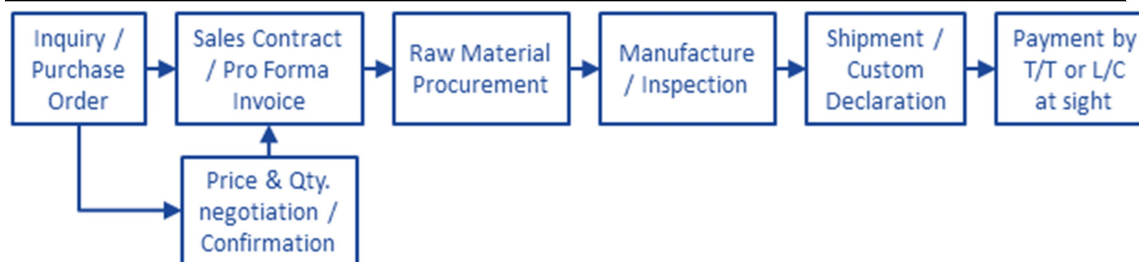 Inquiry /
Purchase
Order
Sales Contract
/ Pro Forma
Invoice
Raw Material
Procurement
Manufacture
/ Inspection
Shipment /
Custom
Declaration
Payment by
T/T or L/C
at sight
Price & Qty.
negotiation /
Confirmation